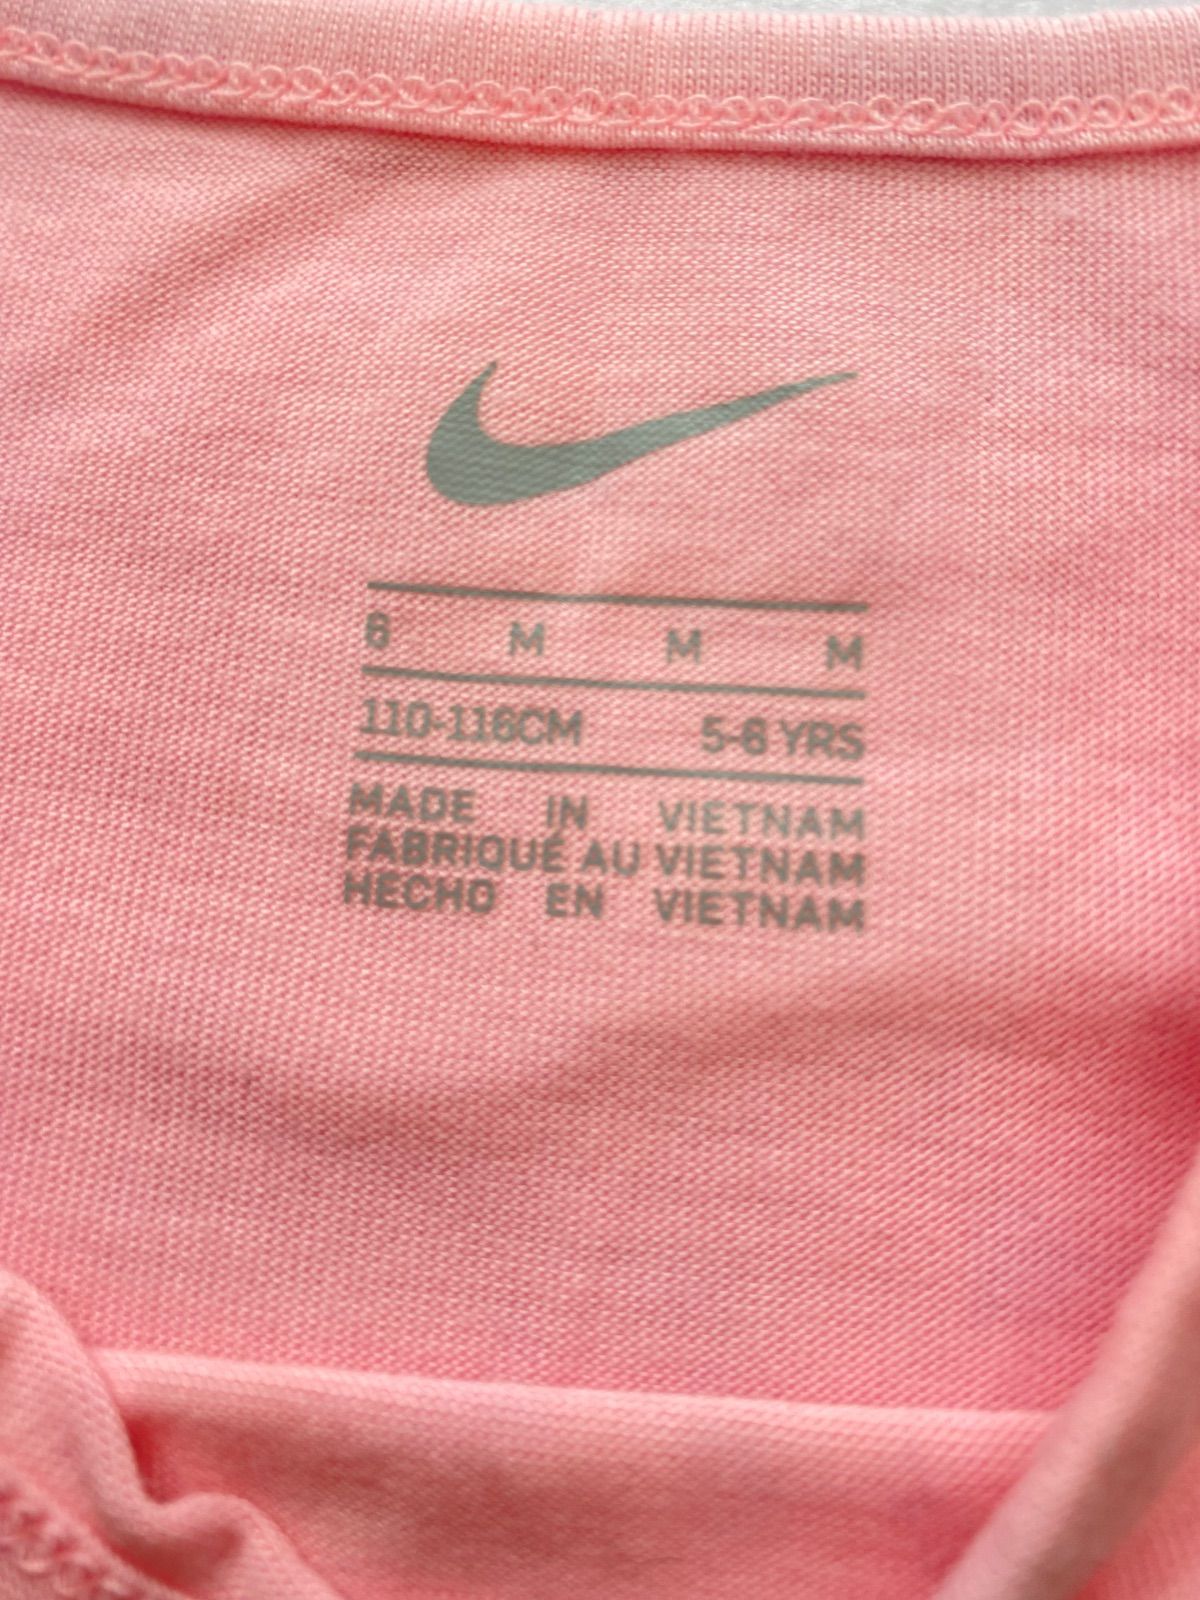 6 M M M
110-116CM 5-6 YRS
MADE IN VIETNAM
FABRIQUÉ AU VIETNAM
HECHO EN VIETNAM